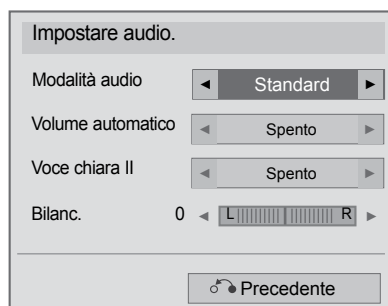 Impostare audio.
Modalità audio ◄ Standard ►
Volume automatico ◄ Spento ►
Voce chiara II ◄ Spento ►
Bilanc. 0 ◄ L R ►
Precedente